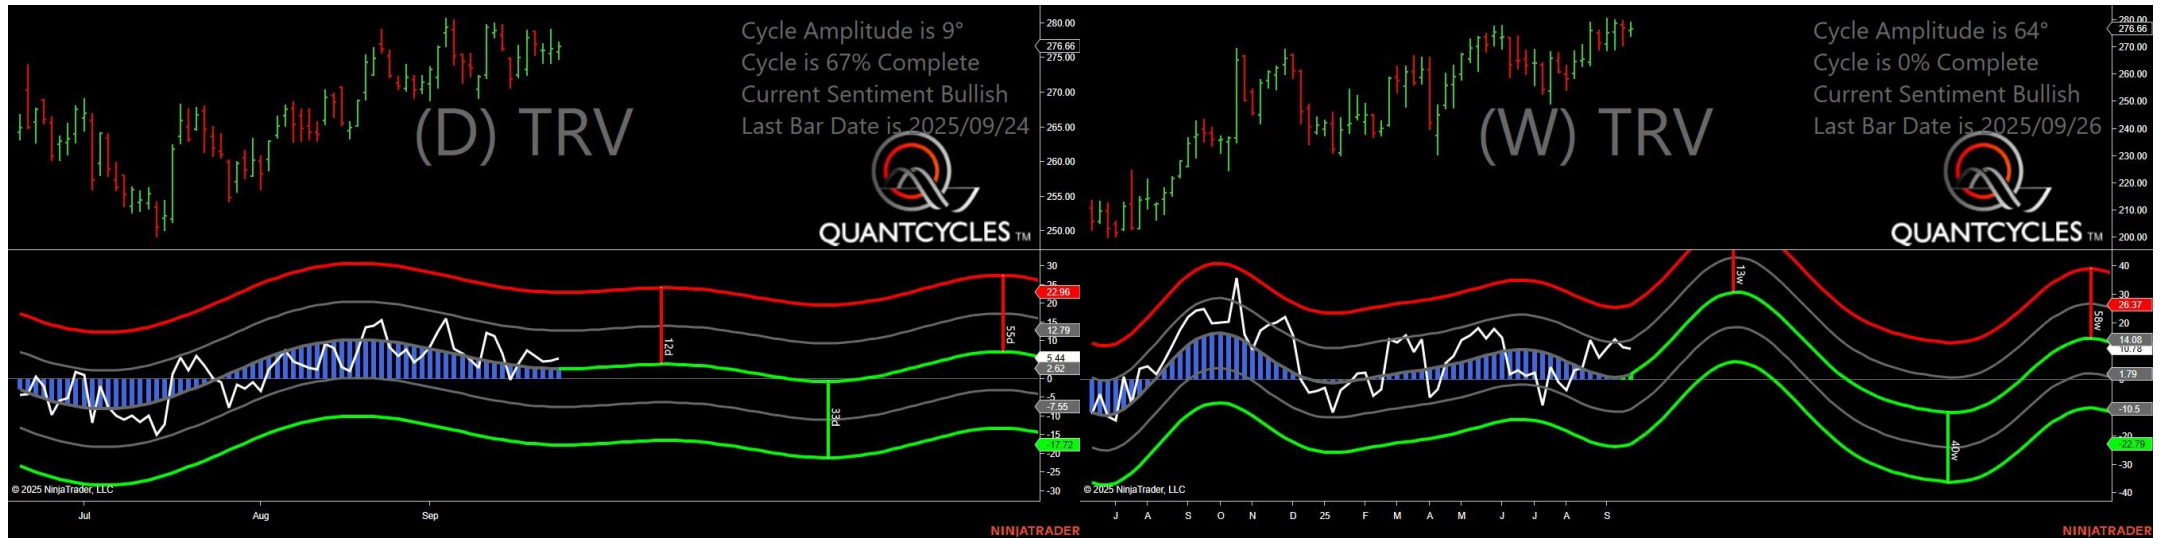 Cycle Amplitude is 9°
Cycle is 67% Complete
Current Sentiment Bullish
Last Bar Date is 2025/09/24
(D) TRV
QUANTCYCLES TM
280.00
276.66
275.00
270.00
265.00
260.00
255.00
250.00
30
22.96
20
15
12.79
10
5.44
2.62
0
-5
-7.55
-10
-15
-17.72
-20
-25
-30
12d
33d
55d
© 2025 NinjaTrader, LLC
Jul
Aug
Sep
NINJATRADER
Cycle Amplitude is 64°
Cycle is 0% Complete
Current Sentiment Bullish
Last Bar Date is 2025/09/26
(W) TRV
QUANTCYCLES TM
280.00
276.66
270.00
260.00
250.00
240.00
230.00
220.00
210.00
200.00
40
30
26.37
20
14.08
10.78
1.79
-10.5
-20
-22.79
-30
-40
13w
40w
58w
© 2025 NinjaTrader, LLC
J A S O N D 25 F M A M J J A S
NINJATRADER